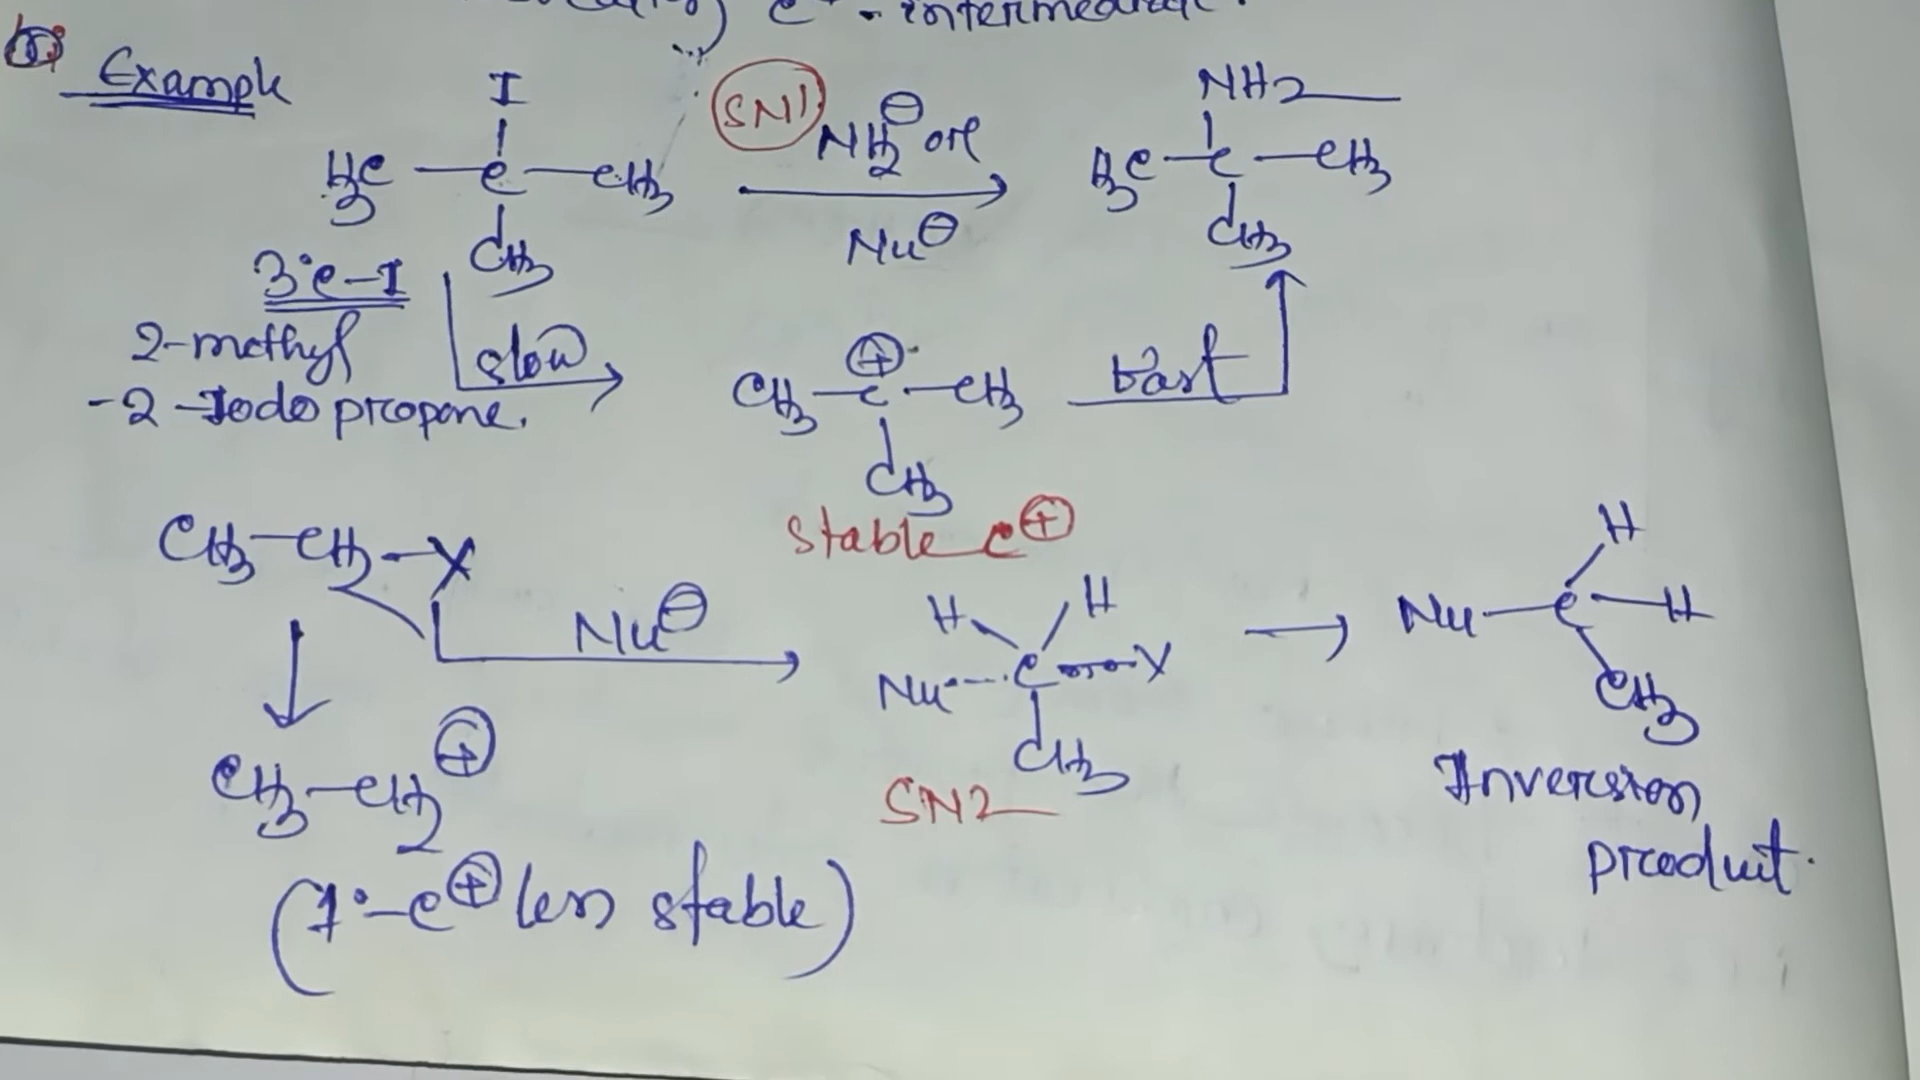 e - intermediate.
Example
I
H3C — C — CH3
CH3
SN1
NH2⊖ or
Nu⊖
NH2
H3C — C — CH3
CH3
3°C–I
2-methyl
-2-Iodo propane.
slow
⊕
CH3 — C — CH3
CH3
fast
stable C⊕
CH3–CH2–X
Nu⊖
H H
Nu---C---X
CH3
SN2
H
Nu — C — H
CH3
Inversion
product.
CH3–CH2⊕
(1°–C⊕ less stable)